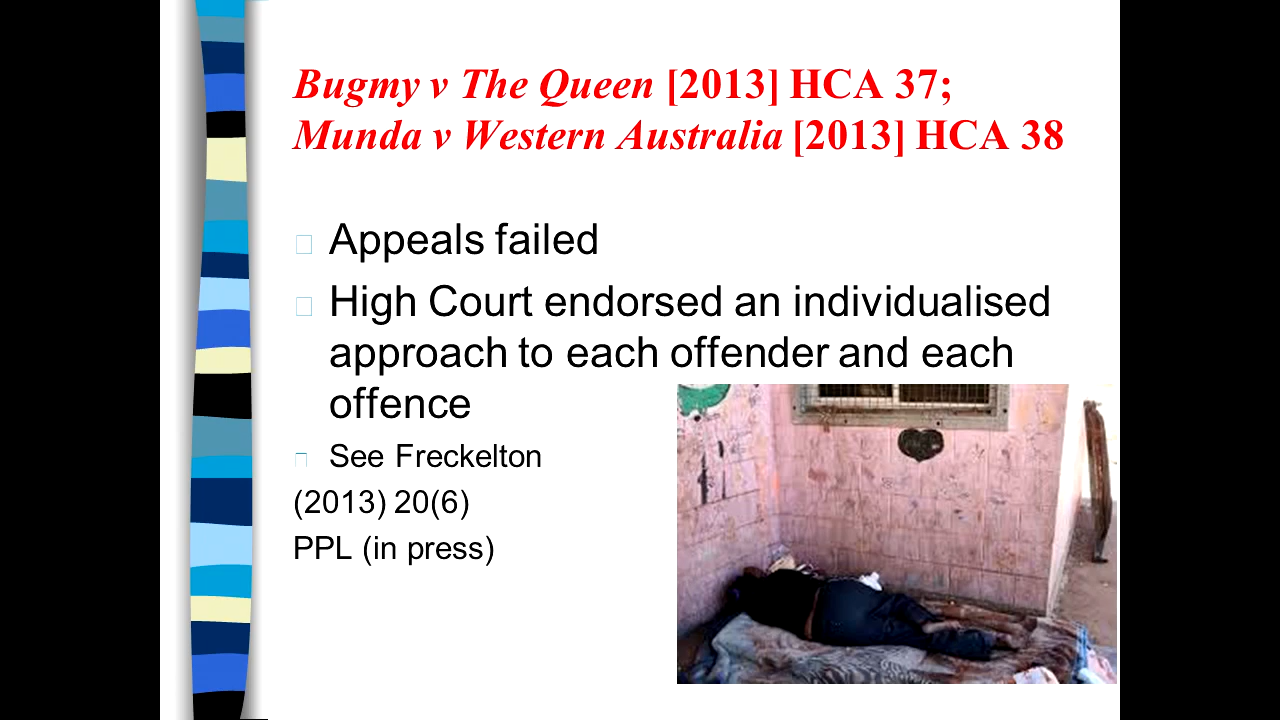 Bugmy v The Queen [2013] HCA 37;
Munda v Western Australia [2013] HCA 38
Appeals failed
High Court endorsed an individualised
approach to each offender and each
offence
See Freckelton
(2013) 20(6)
PPL (in press)